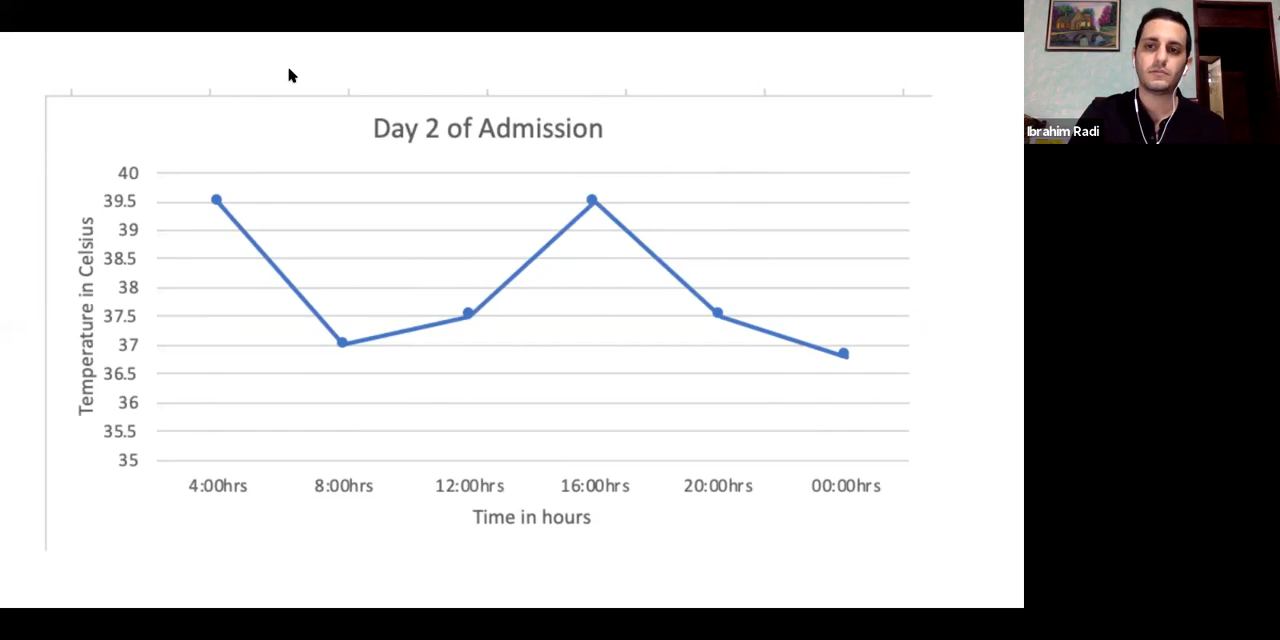 Day 2 of Admission
Temperature in Celsius
40
39.5
39
38.5
38
37.5
37
36.5
36
35.5
35
4:00hrs 8:00hrs 12:00hrs 16:00hrs 20:00hrs 00:00hrs
Time in hours
Ibrahim Radi